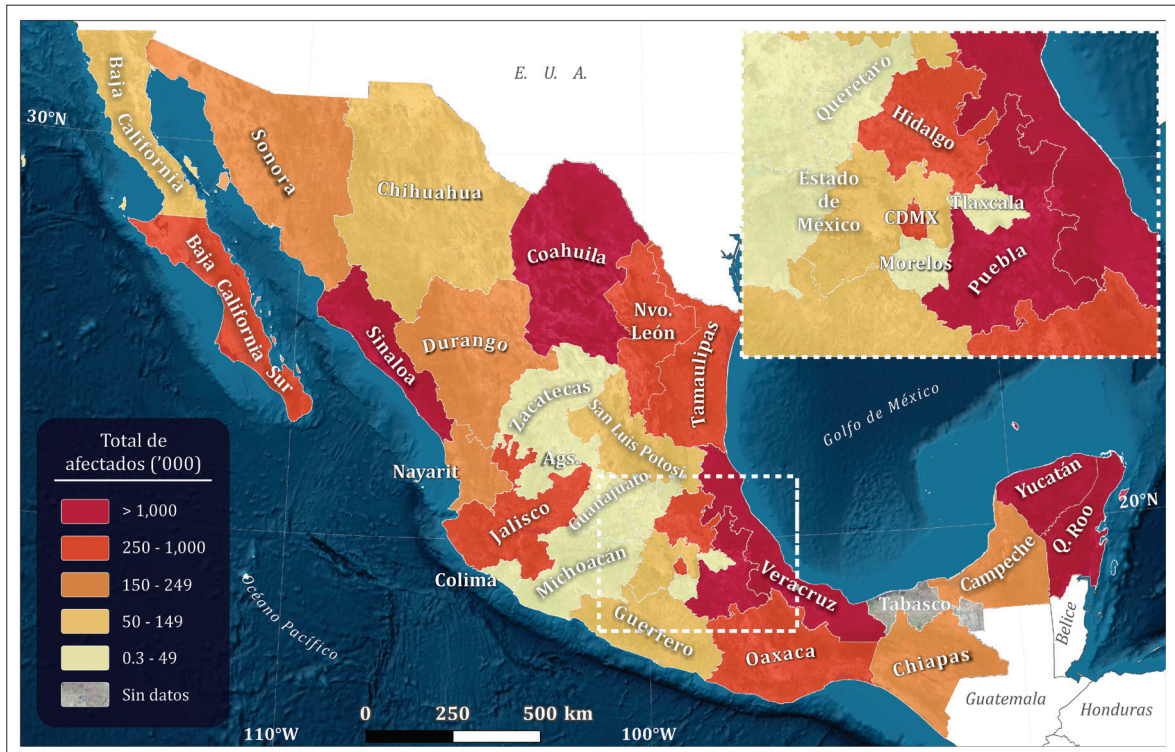 E. U. A.
30°N
Baja
California
Sonora
Chihuahua
Coahuila
Baja
California
Sur
Sinaloa
Durango
Nvo.
León
Tamaulipas
Zacatecas
San Luis Potosí
Ags.
Nayarit
Guanajuato
Jalisco
Colima
Michoacán
Guerrero
Veracruz
Oaxaca
Tabasco
Chiapas
Campeche
Yucatán
Q. Roo
20°N
Belice
Guatemala
Honduras
Golfo de México
Océano Pacífico
Querétaro
Hidalgo
Estado
de
México
CDMX
Tlaxcala
Morelos
Puebla
Total de
afectados ('000)
> 1,000
250 - 1,000
150 - 249
50 - 149
0.3 - 49
Sin datos
0 250 500 km
110°W
100°W